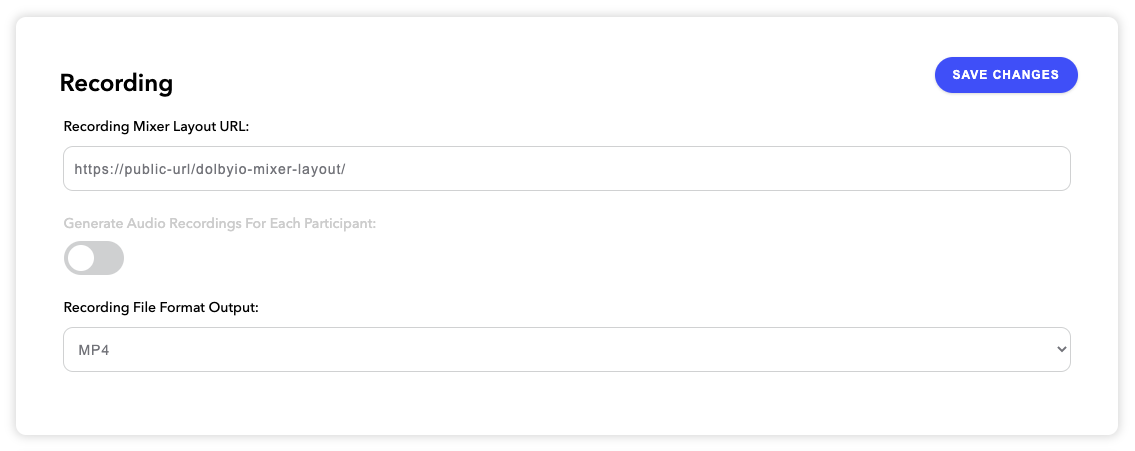 Recording
SAVE CHANGES
Recording Mixer Layout URL:
https://public-url/dolbyio-mixer-layout/
Generate Audio Recordings For Each Participant:
Recording File Format Output:
MP4